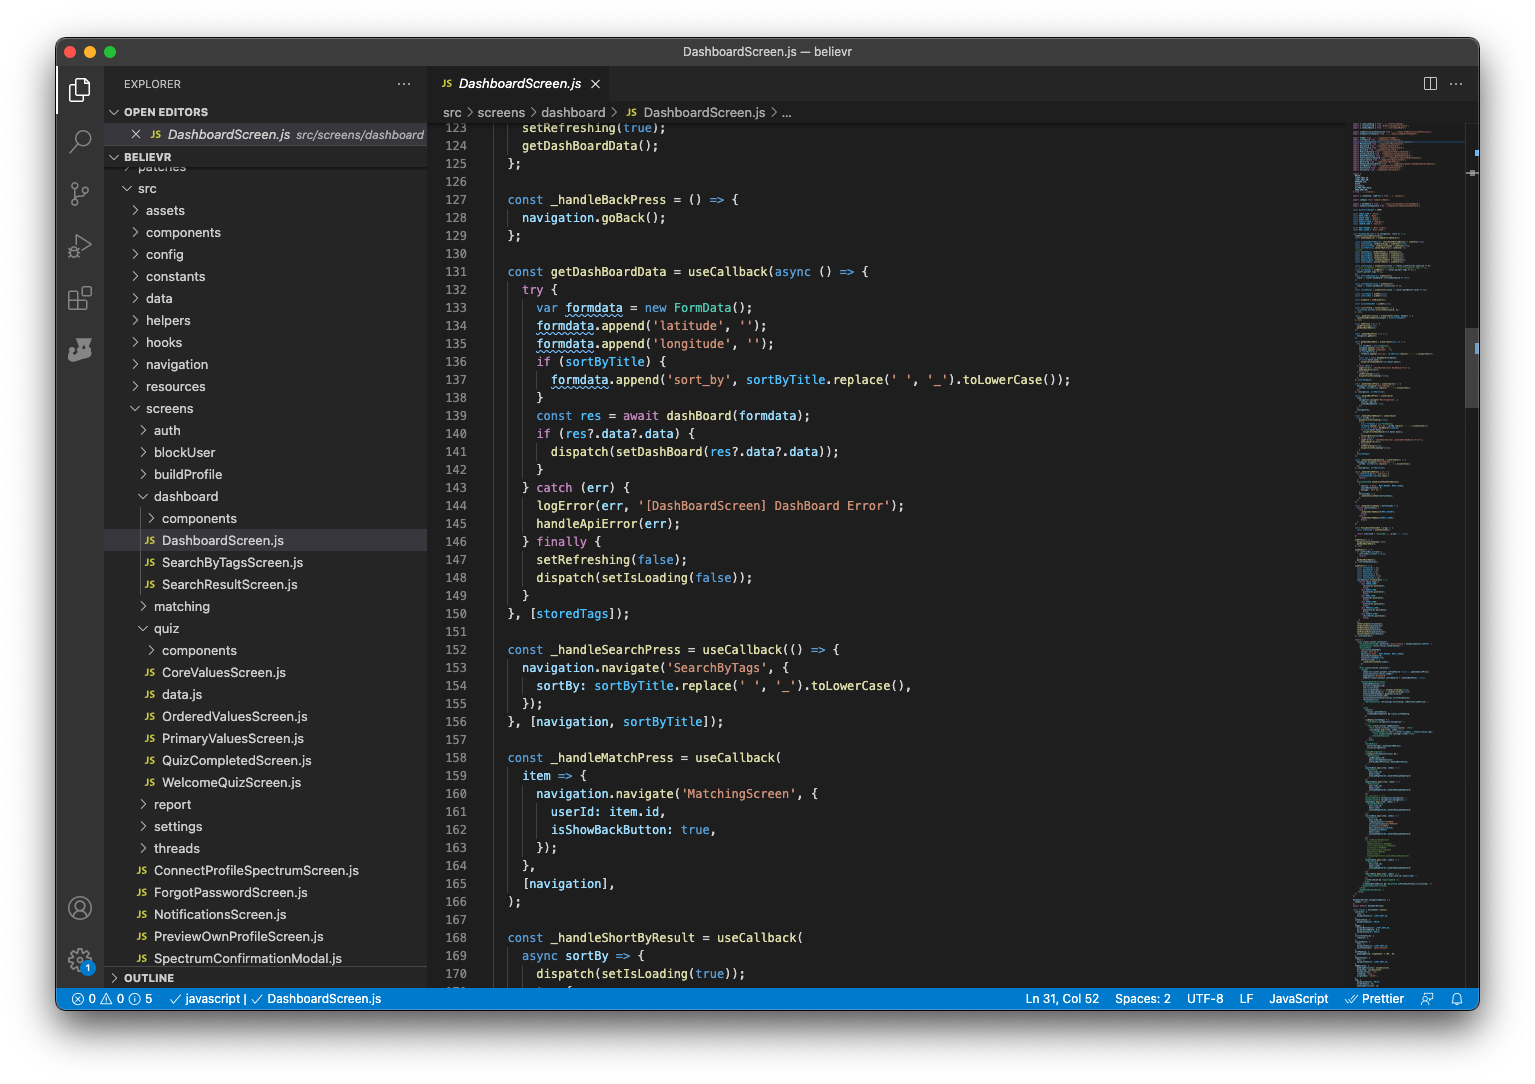 DashboardScreen.js — believr
EXPLORER
OPEN EDITORS
JS DashboardScreen.js src/screens/dashboard
BELIEVR
patches
src
assets
components
config
constants
data
helpers
hooks
navigation
resources
screens
auth
blockUser
buildProfile
dashboard
components
JS DashboardScreen.js
JS SearchByTagsScreen.js
JS SearchResultScreen.js
matching
quiz
components
JS CoreValuesScreen.js
JS data.js
JS OrderedValuesScreen.js
JS PrimaryValuesScreen.js
JS QuizCompletedScreen.js
JS WelcomeQuizScreen.js
report
settings
threads
JS ConnectProfileSpectrumScreen.js
JS ForgotPasswordScreen.js
JS NotificationsScreen.js
JS PreviewOwnProfileScreen.js
JS SpectrumConfirmationModal.js
OUTLINE
1
JS DashboardScreen.js
src > screens > dashboard > JS DashboardScreen.js > ...
123 setRefreshing(true);
124 getDashBoardData();
125 };
126
127 const _handleBackPress = () => {
128 navigation.goBack();
129 };
130
131 const getDashBoardData = useCallback(async () => {
132 try {
133 var formdata = new FormData();
134 formdata.append('latitude', '');
135 formdata.append('longitude', '');
136 if (sortByTitle) {
137 formdata.append('sort_by', sortByTitle.replace(' ', '_').toLowerCase());
138 }
139 const res = await dashBoard(formdata);
140 if (res?.data?.data) {
141 dispatch(setDashBoard(res?.data?.data));
142 }
143 } catch (err) {
144 logError(err, '[DashBoardScreen] DashBoard Error');
145 handleApiError(err);
146 } finally {
147 setRefreshing(false);
148 dispatch(setIsLoading(false));
149 }
150 }, [storedTags]);
151
152 const _handleSearchPress = useCallback(() => {
153 navigation.navigate('SearchByTags', {
154 sortBy: sortByTitle.replace(' ', '_').toLowerCase(),
155 });
156 }, [navigation, sortByTitle]);
157
158 const _handleMatchPress = useCallback(
159 item => {
160 navigation.navigate('MatchingScreen', {
161 userId: item.id,
162 isShowBackButton: true,
163 });
164 },
165 [navigation],
166 );
167
168 const _handleShortByResult = useCallback(
169 async sortBy => {
170 dispatch(setIsLoading(true));
0 0 5 javascript | DashboardScreen.js
Ln 31, Col 52 Spaces: 2 UTF-8 LF JavaScript Prettier